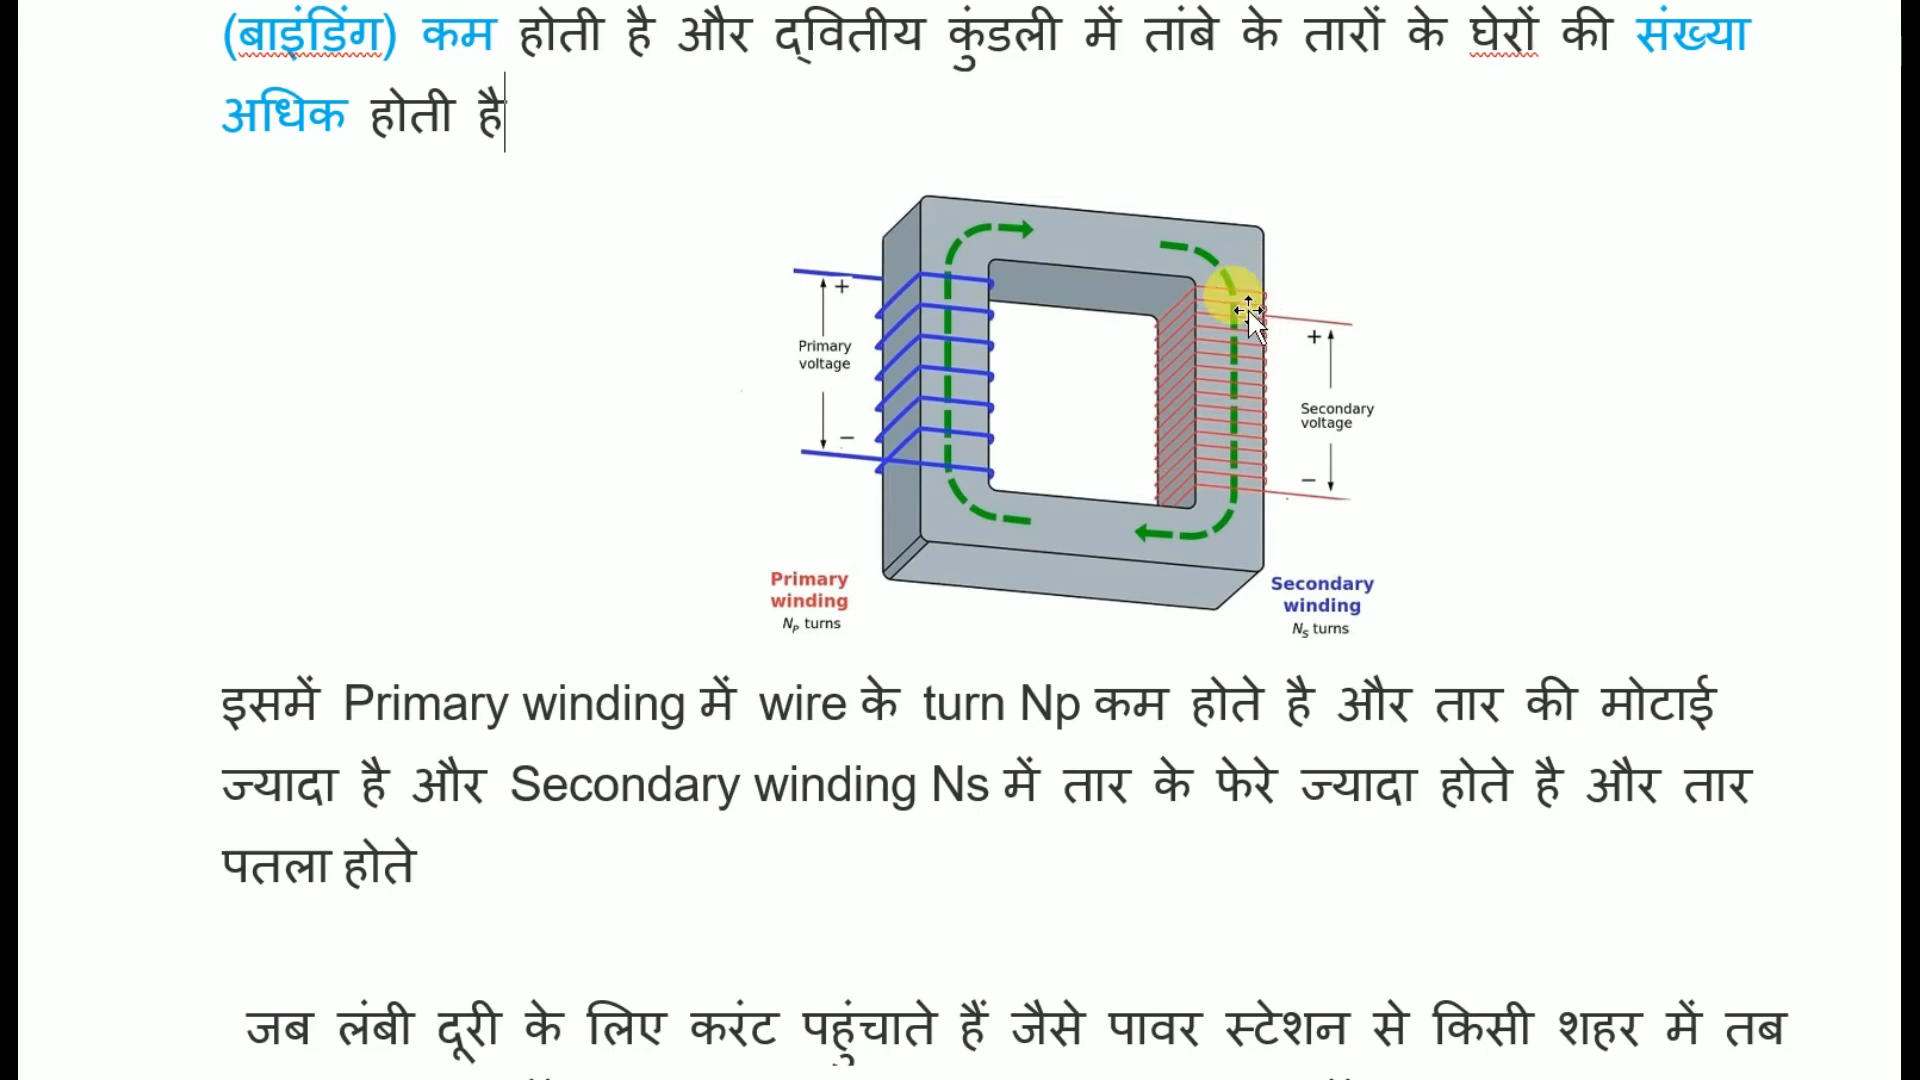 (बाइंडिंग) कम होती है और द्वितीय कुंडली में तांबे के तारों के घेरों की संख्या
अधिक होती है
+
Primary
voltage
−
+
Secondary
voltage
−
Primary
winding
Np turns
Secondary
winding
Ns turns
इसमें Primary winding में wire के turn Np कम होते है और तार की मोटाई
ज्यादा है और Secondary winding Ns में तार के फेरे ज्यादा होते है और तार
पतला होते
जब लंबी दूरी के लिए करंट पहुंचाते हैं जैसे पावर स्टेशन से किसी शहर में तब